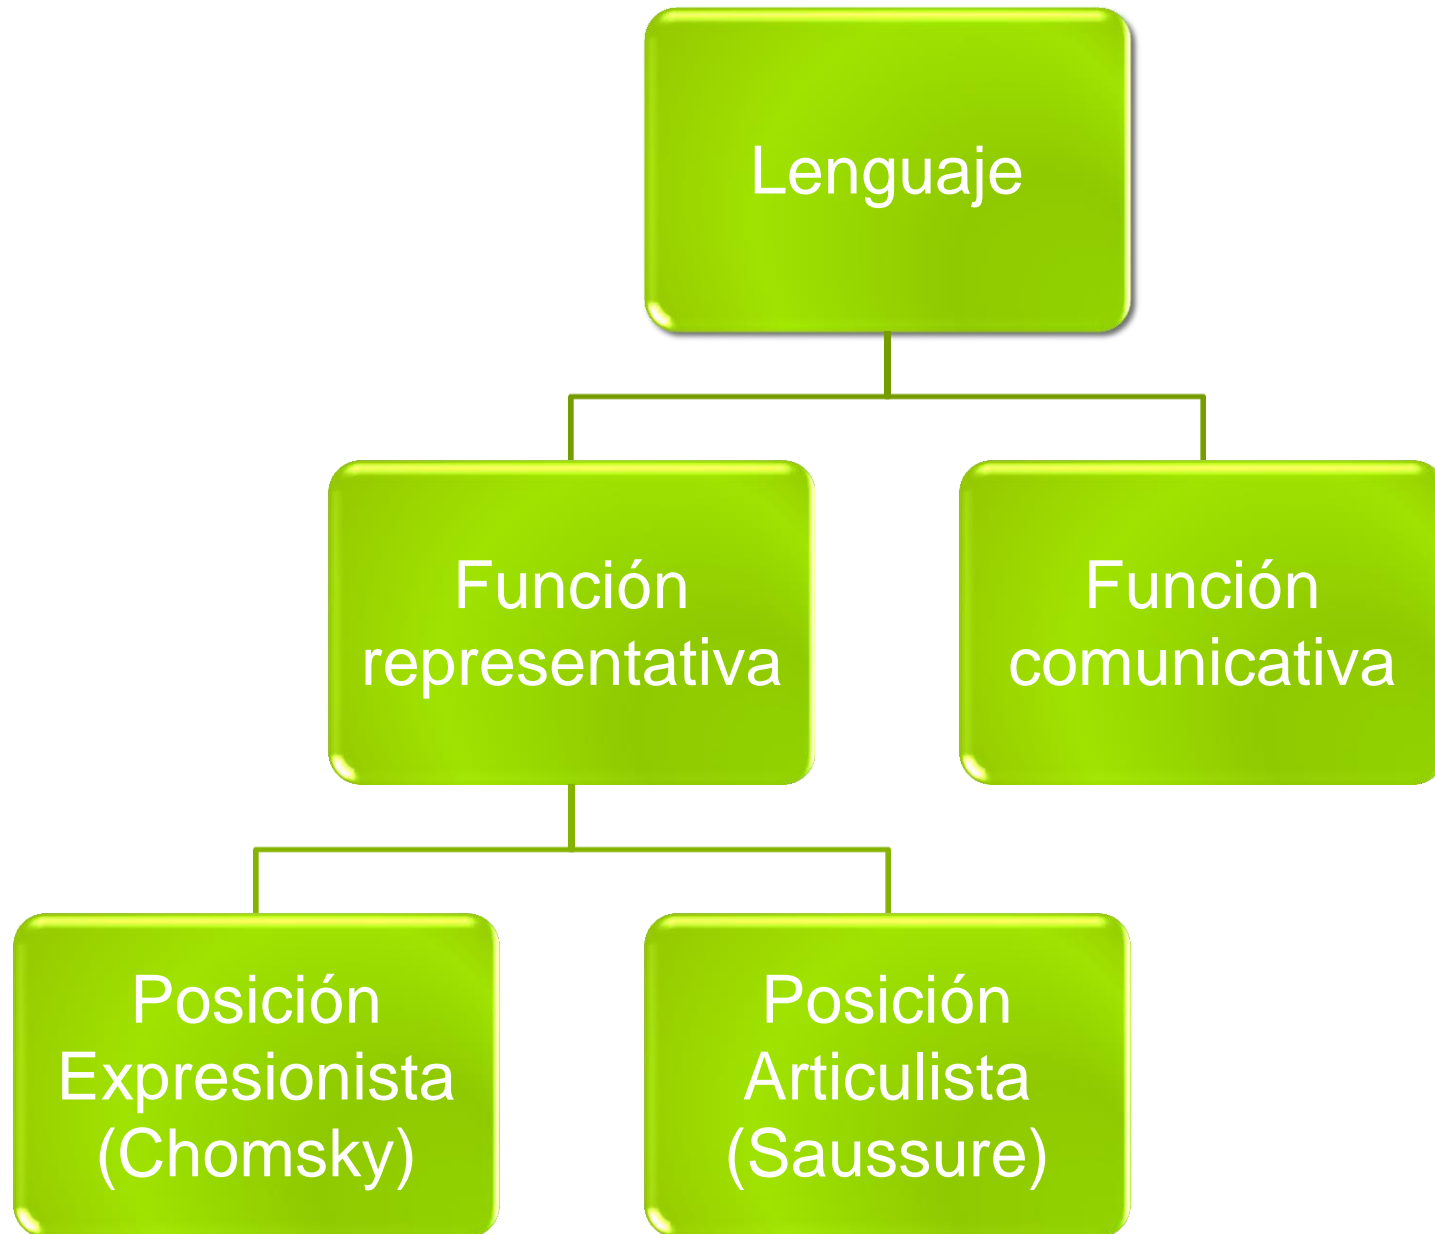 Lenguaje
Función
representativa
Función
comunicativa
Posición
Expresionista
(Chomsky)
Posición
Articulista
(Saussure)